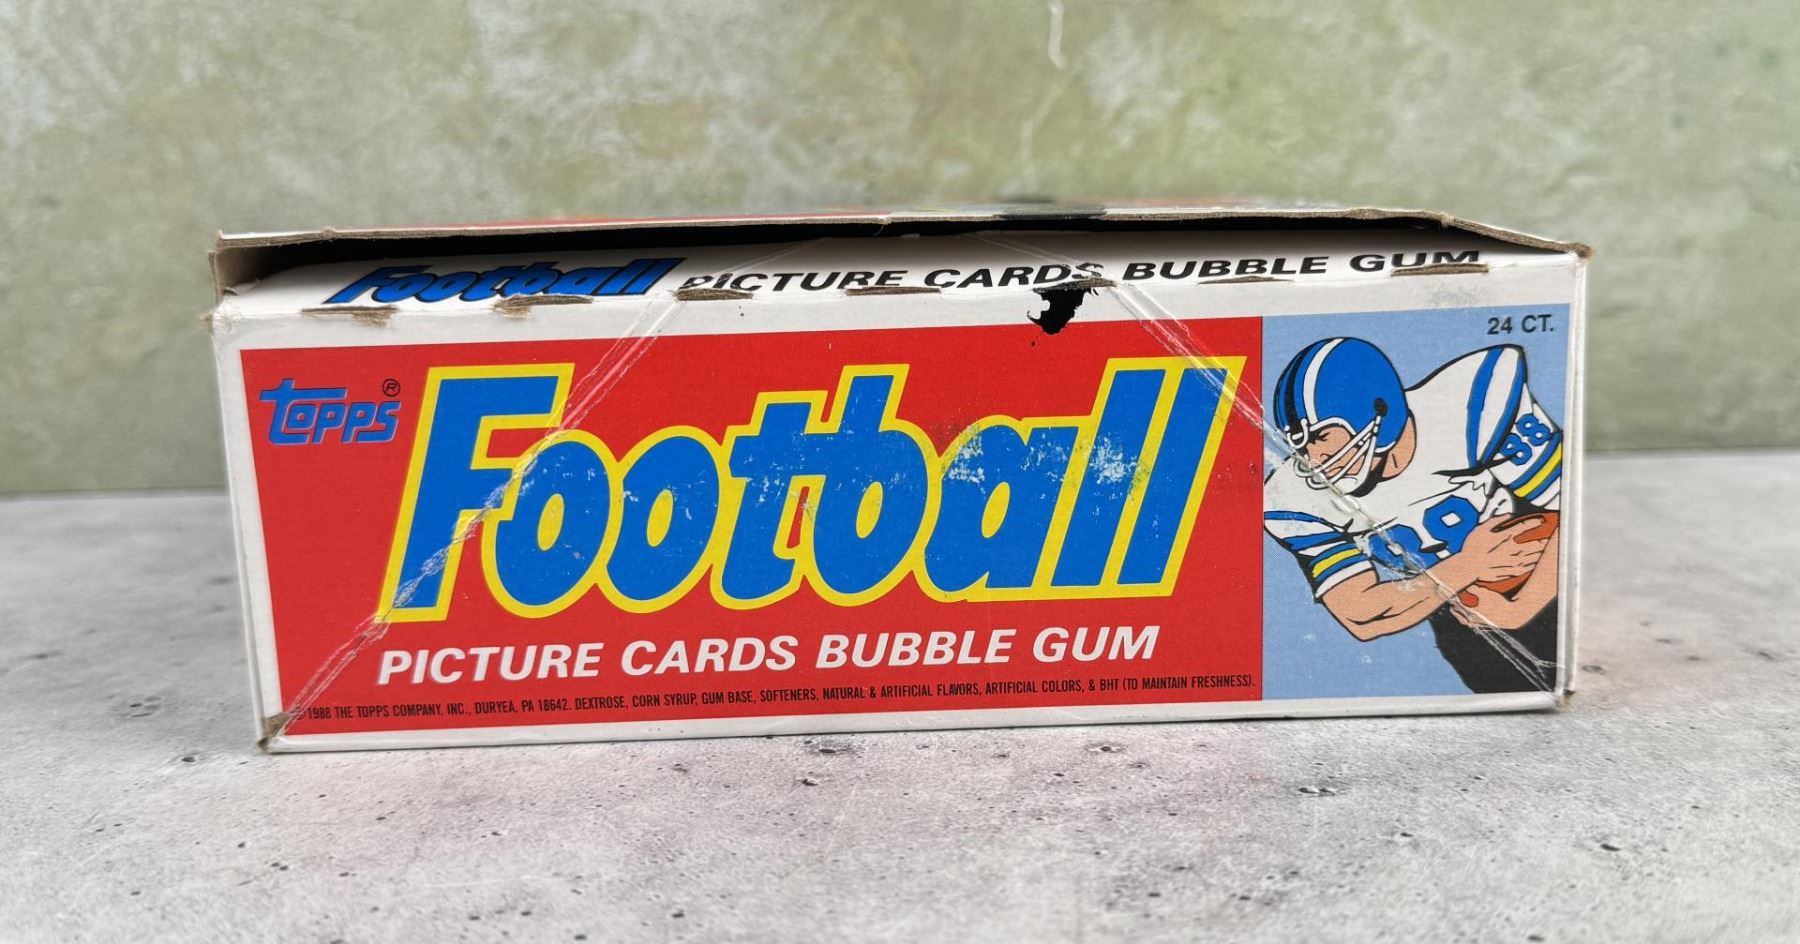 Football PICTURE CARDS BUBBLE GUM
24 CT.
TOPPS®
Football
PICTURE CARDS BUBBLE GUM
1988 THE TOPPS COMPANY, INC., DURYEA, PA 18642. DEXTROSE, CORN SYRUP, GUM BASE, SOFTENERS, NATURAL & ARTIFICIAL FLAVORS, ARTIFICIAL COLORS, & BHT (TO MAINTAIN FRESHNESS).
88